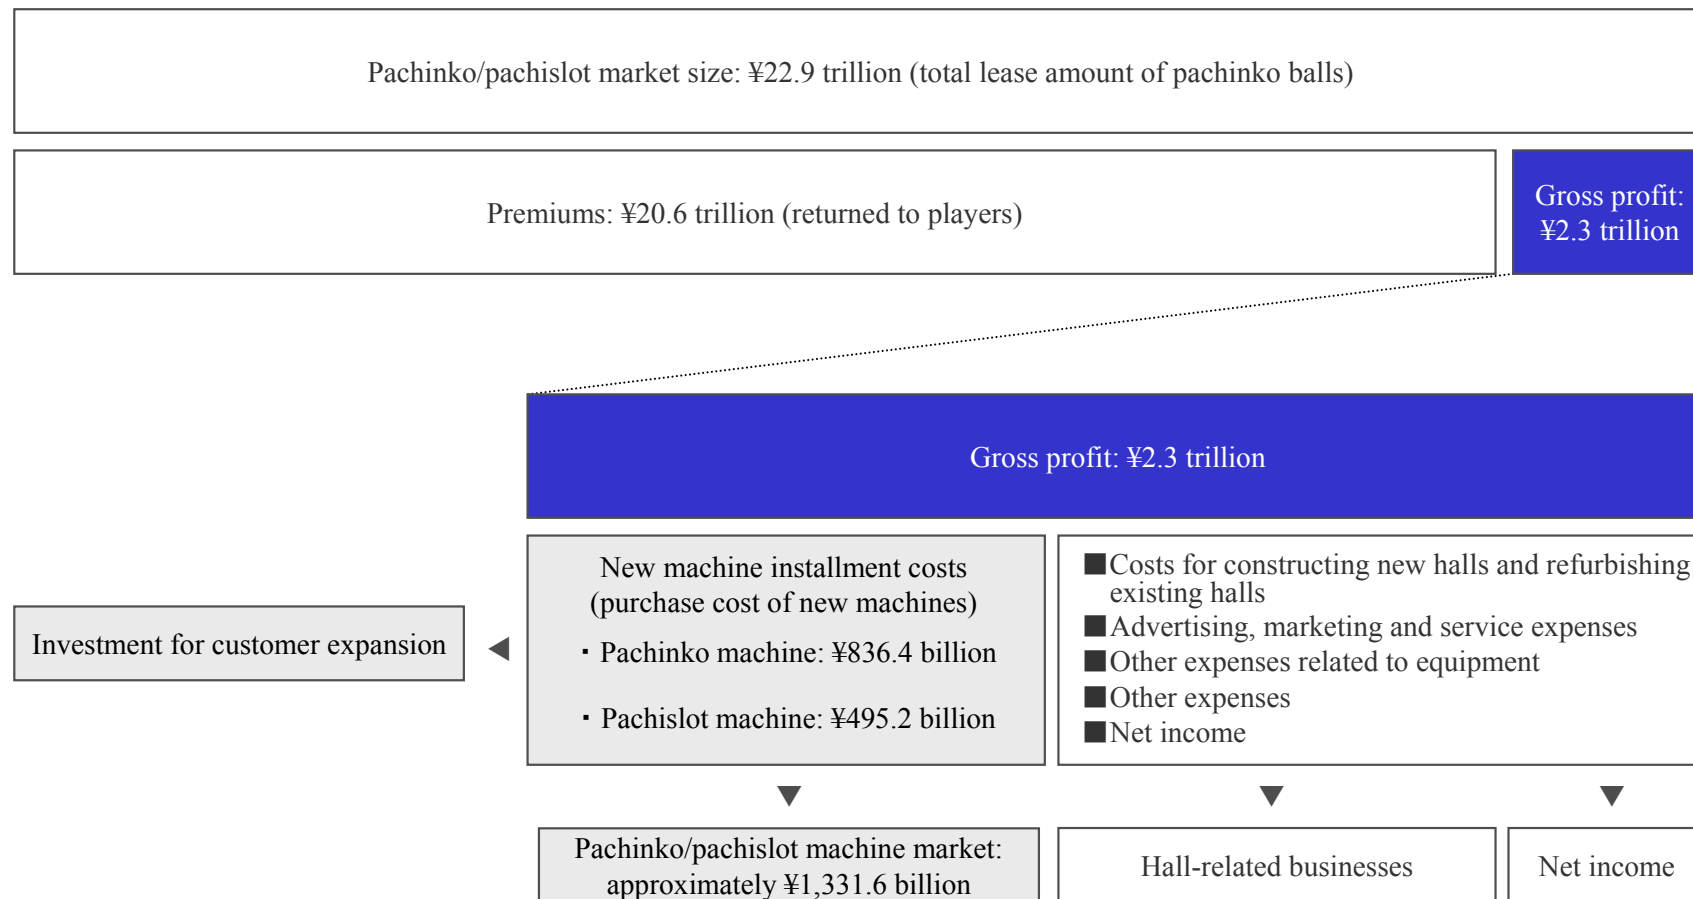 Pachinko/pachislot market size: ¥22.9 trillion (total lease amount of pachinko balls)
Premiums: ¥20.6 trillion (returned to players)
Gross profit:
¥2.3 trillion
Gross profit: ¥2.3 trillion
Investment for customer expansion
New machine installment costs
(purchase cost of new machines)
・Pachinko machine: ¥836.4 billion
・Pachislot machine: ¥495.2 billion
■Costs for constructing new halls and refurbishing
existing halls
■Advertising, marketing and service expenses
■Other expenses related to equipment
■Other expenses
■Net income
Pachinko/pachislot machine market:
approximately ¥1,331.6 billion
Hall-related businesses
Net income